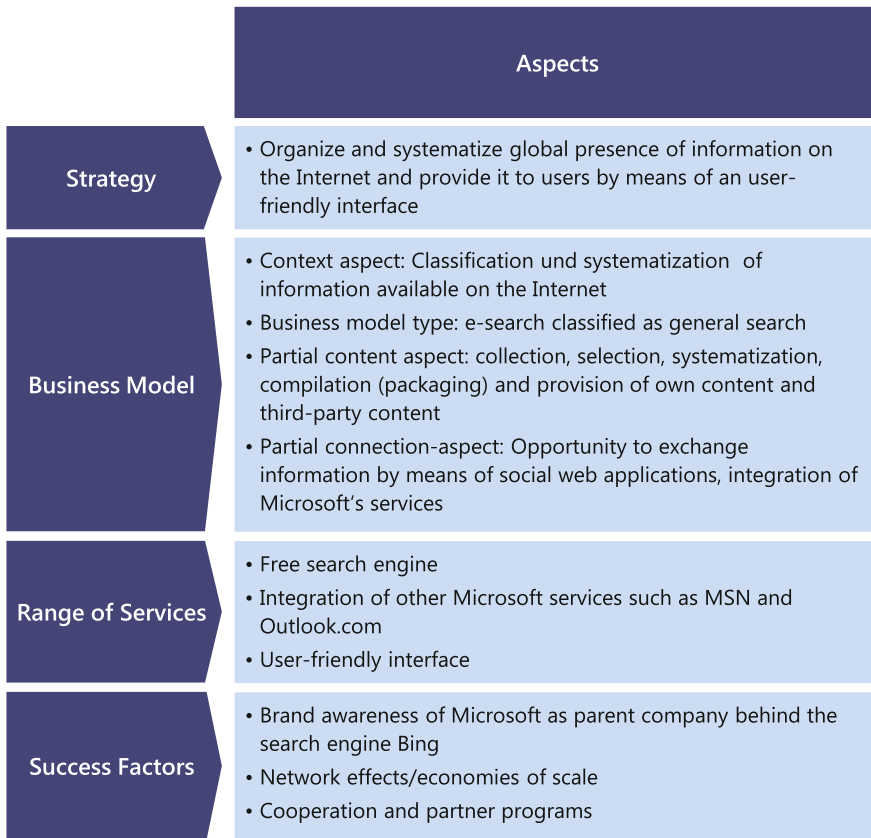 Aspects
Strategy
• Organize and systematize global presence of information on
the Internet and provide it to users by means of an user-
friendly interface
Business Model
• Context aspect: Classification und systematization of
information available on the Internet
• Business model type: e-search classified as general search
• Partial content aspect: collection, selection, systematization,
compilation (packaging) and provision of own content and
third-party content
• Partial connection-aspect: Opportunity to exchange
information by means of social web applications, integration of
Microsoft‘s services
Range of Services
• Free search engine
• Integration of other Microsoft services such as MSN and
Outlook.com
• User-friendly interface
Success Factors
• Brand awareness of Microsoft as parent company behind the
search engine Bing
• Network effects/economies of scale
• Cooperation and partner programs